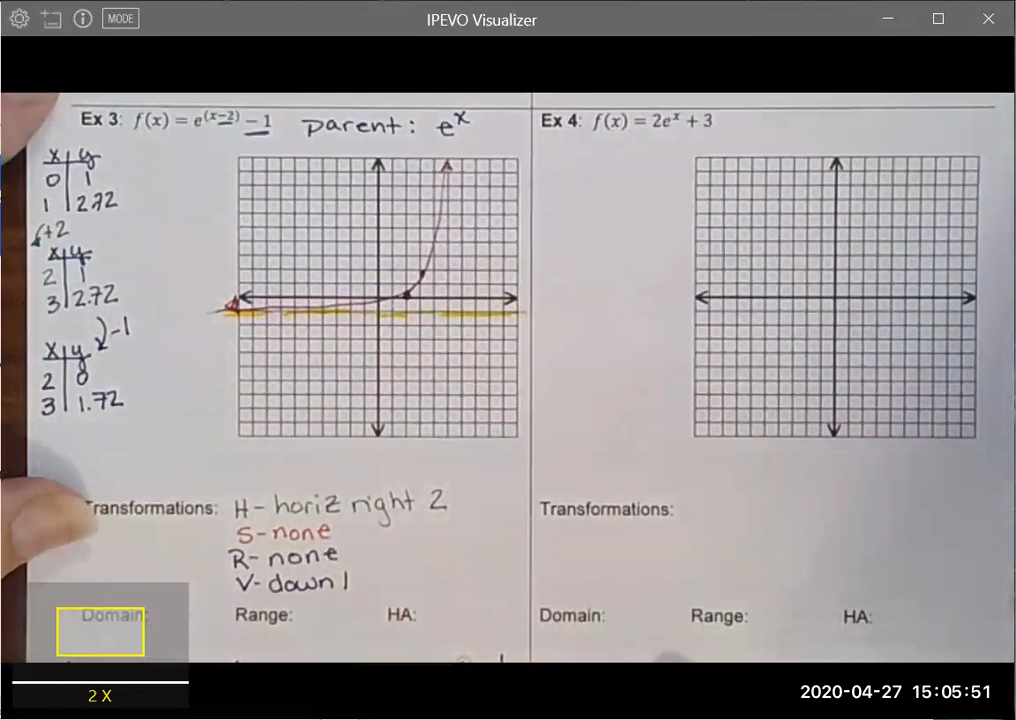 MODE
IPEVO Visualizer
Ex 3: f(x) = e^(x−2) − 1
parent: e^x
x y
0 1
1 2.72
+2
x y
2 1
3 2.72
-1
x y
2 0
3 1.72
Transformations: H - horiz right 2
S - none
R - none
V - down 1
Domain: Range: HA:
Ex 4: f(x) = 2e^x + 3
Transformations:
Domain: Range: HA:
2 X
2020-04-27 15:05:51